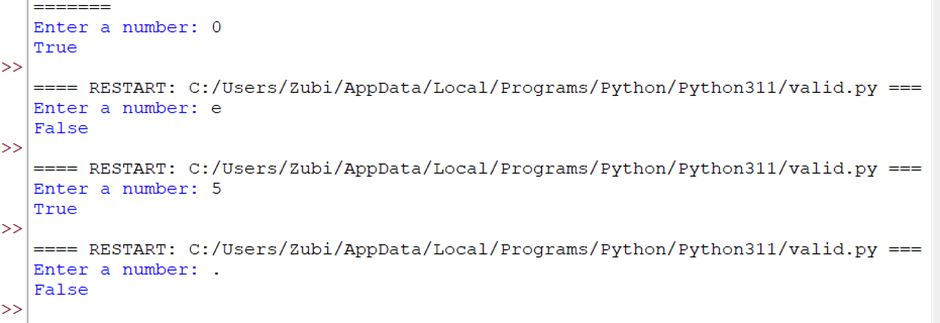 =======
Enter a number: 0
True
>>
==== RESTART: C:/Users/Zubi/AppData/Local/Programs/Python/Python311/valid.py ===
Enter a number: e
False
>>
==== RESTART: C:/Users/Zubi/AppData/Local/Programs/Python/Python311/valid.py ===
Enter a number: 5
True
>>
==== RESTART: C:/Users/Zubi/AppData/Local/Programs/Python/Python311/valid.py ===
Enter a number: .
False
>>